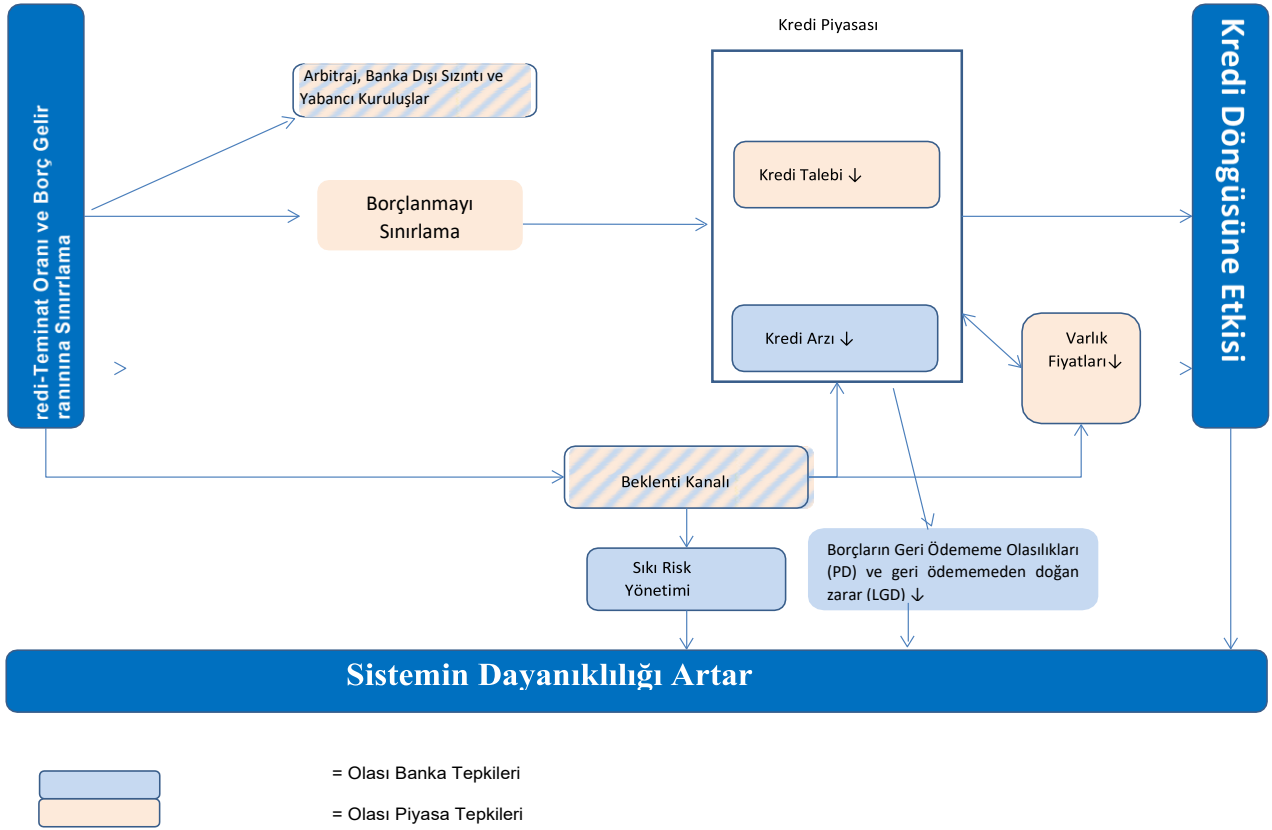 Kredi Piyasası
redi-Teminat Oranı ve Borç Gelir
ranınına Sınırrlama
Arbitraj, Banka Dışı Sızıntı ve
Yabancı Kuruluşlar
Borçlanmayı
Sınırlama
Kredi Talebi ↓
Kredi Arzı ↓
Varlık
Fiyatları↓
Kredi Döngüsüne Etkisi
Beklenti Kanalı
Sıkı Risk
Yönetimi
Borçların Geri Ödememe Olasılıkları
(PD) ve geri ödememeden doğan
zarar (LGD) ↓
Sistemin Dayanıklılığı Artar
= Olası Banka Tepkileri
= Olası Piyasa Tepkileri